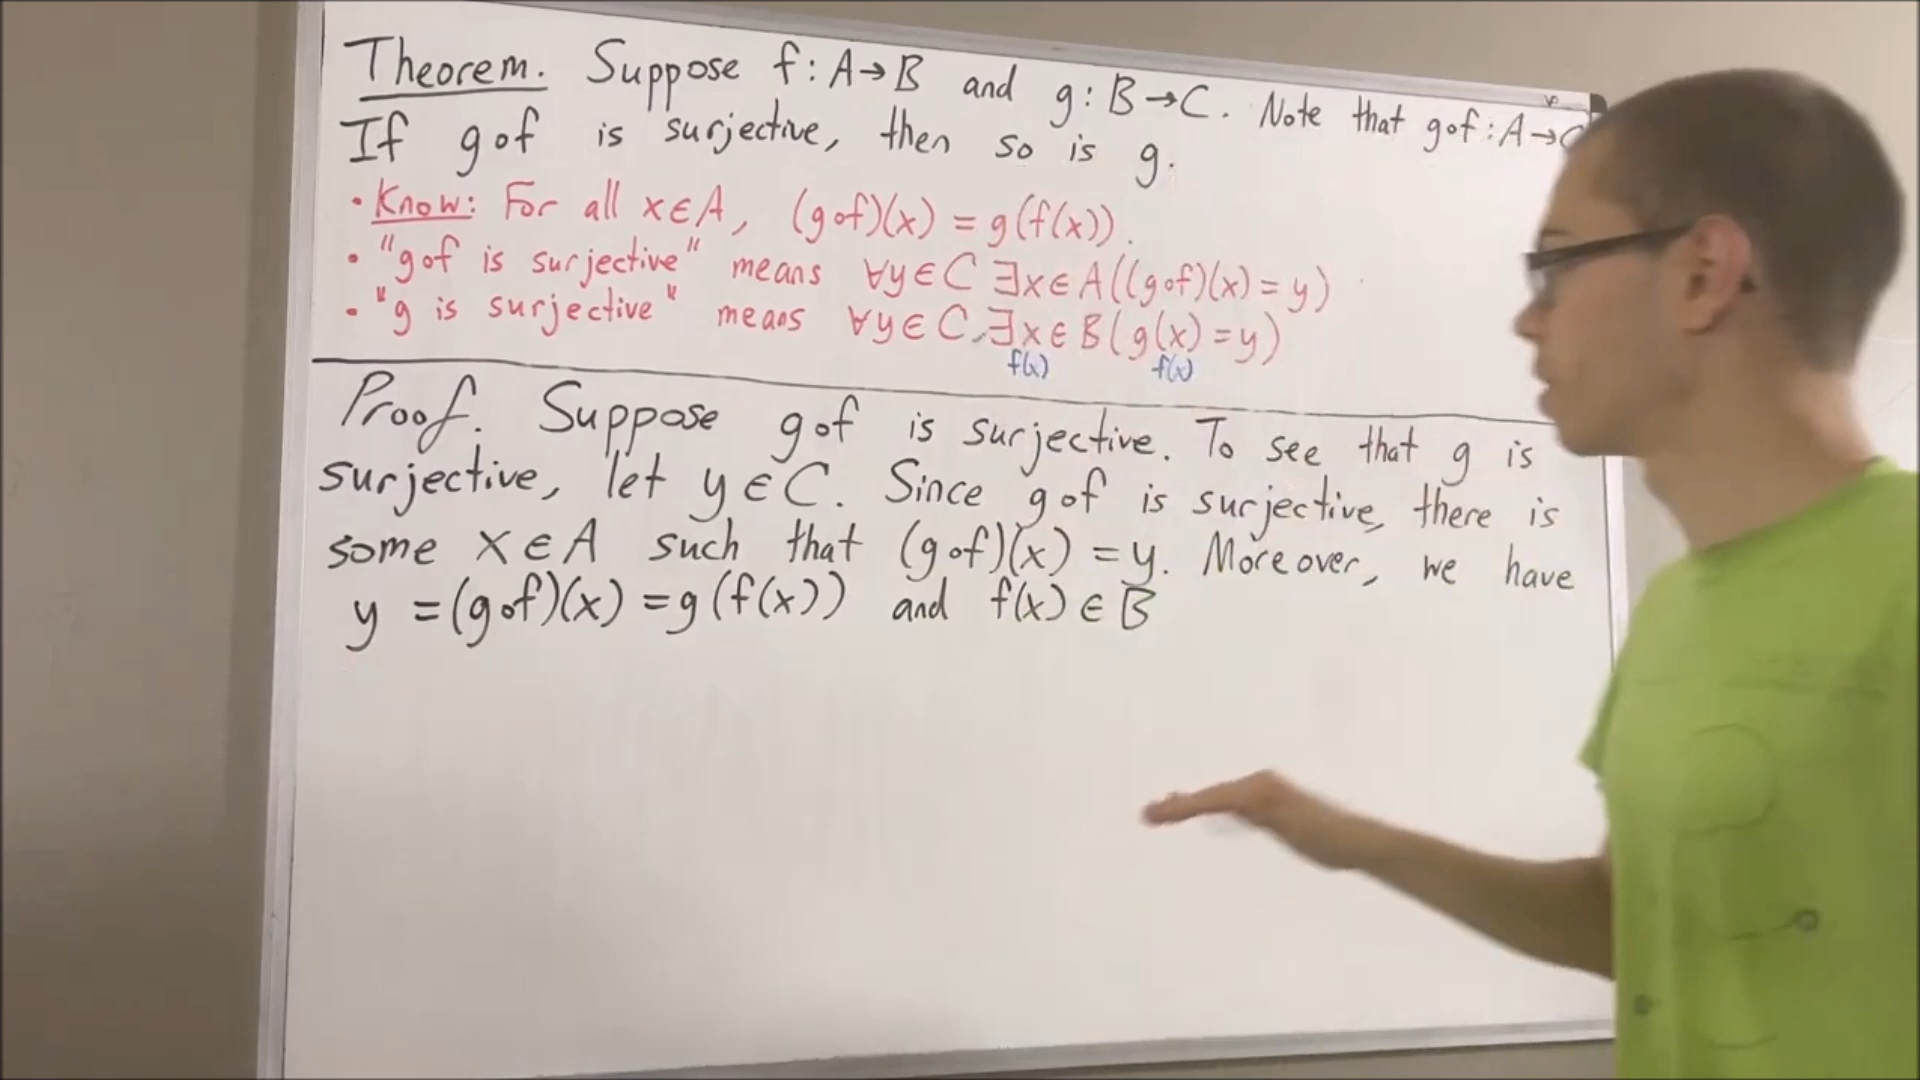 Theorem. Suppose f: A→B and g: B→C. Note that g∘f: A→C
If g∘f is surjective, then so is g.
• Know: For all x∈A, (g∘f)(x) = g(f(x)).
• "g∘f is surjective" means ∀y∈C ∃x∈A((g∘f)(x) = y)
• "g is surjective" means ∀y∈C ∃x∈B(g(x) = y)
f(x) f(x)
Proof. Suppose g∘f is surjective. To see that g is
surjective, let y∈C. Since g∘f is surjective, there is
some x∈A such that (g∘f)(x) = y. Moreover, we have
y = (g∘f)(x) = g(f(x)) and f(x)∈B